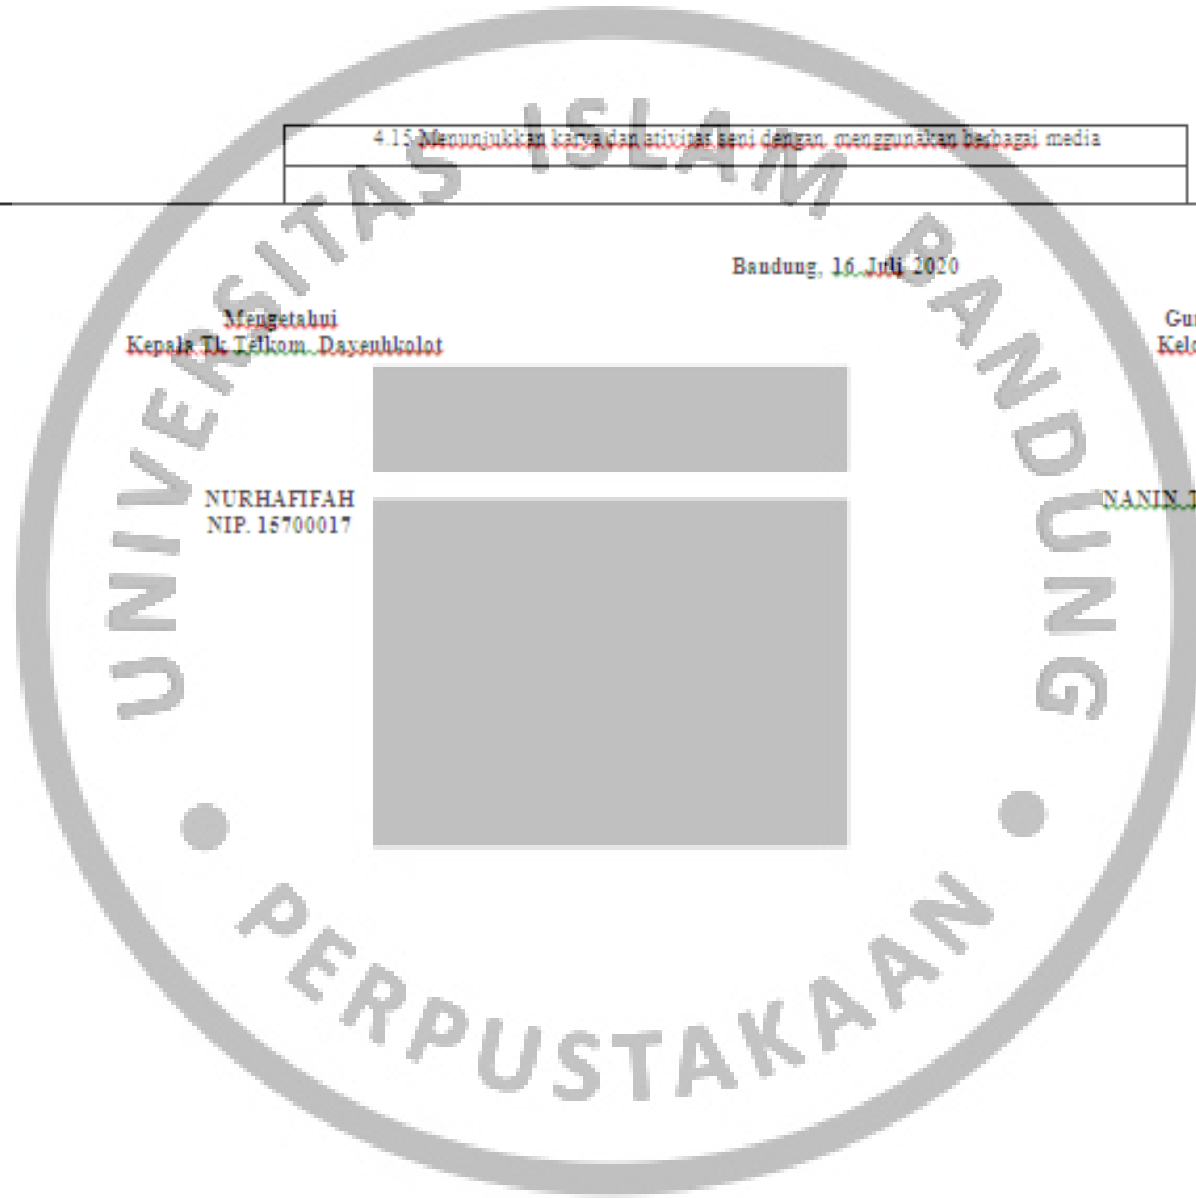 4.15 Menunjukkan karya dan ativitas seni dengan menggunakan berbagai media
Bandung, 16 Juli 2020
Mengetahui
Kepala Tk Telkom Dayeuhkolot
NURHAFIFAH
NIP. 15700017
NANIN
UNIVERSITAS ISLAM BANDUNG
PERPUSTAKAAN